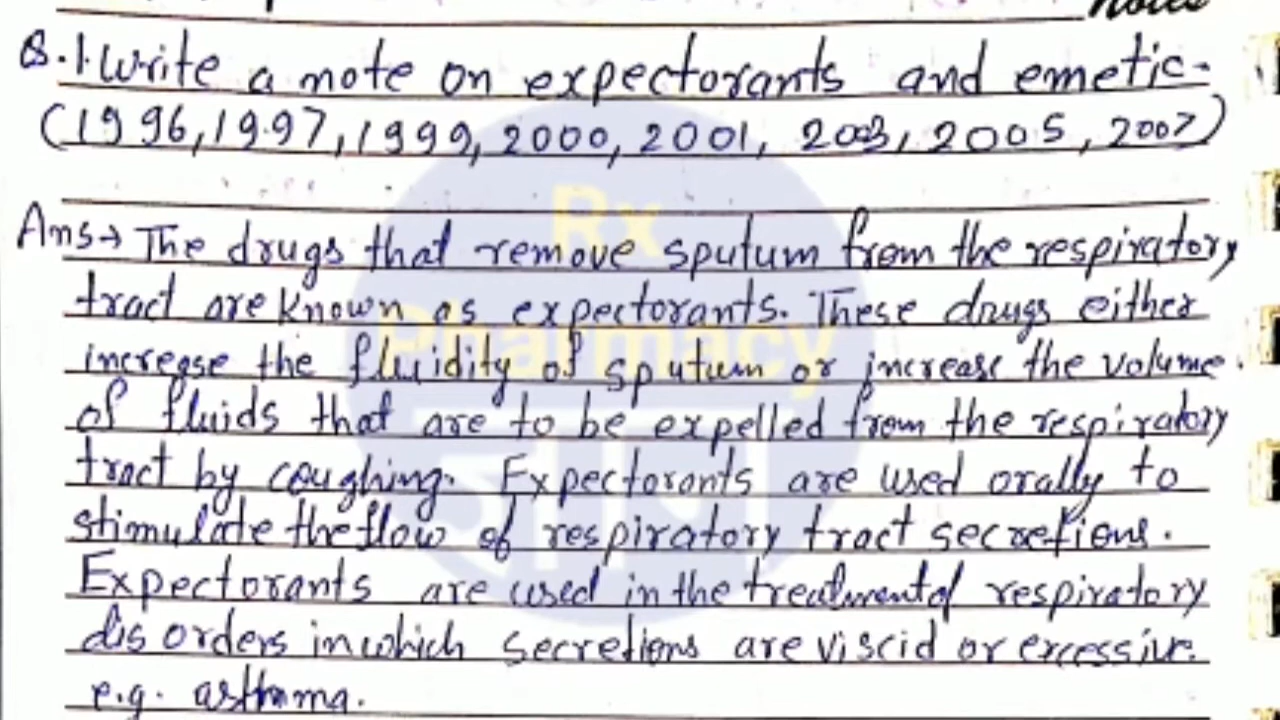 Notes
Q.1. Write a note on expectorants and emetic.
(1996, 1997, 1999, 2000, 2001, 2003, 2005, 2007)
Ans→ The drugs that remove sputum from the respiratory
tract are known as expectorants. These drugs either
increase the fluidity of sputum or increase the volume.
of fluids that are to be expelled from the respiratory
tract by coughing. Expectorants are used orally to
stimulate the flow of respiratory tract secretions.
Expectorants are used in the treatment of respiratory
disorders in which secretions are viscid or excessive.
e.g. asthma.
Rx
Pharmacy
ज्ञान